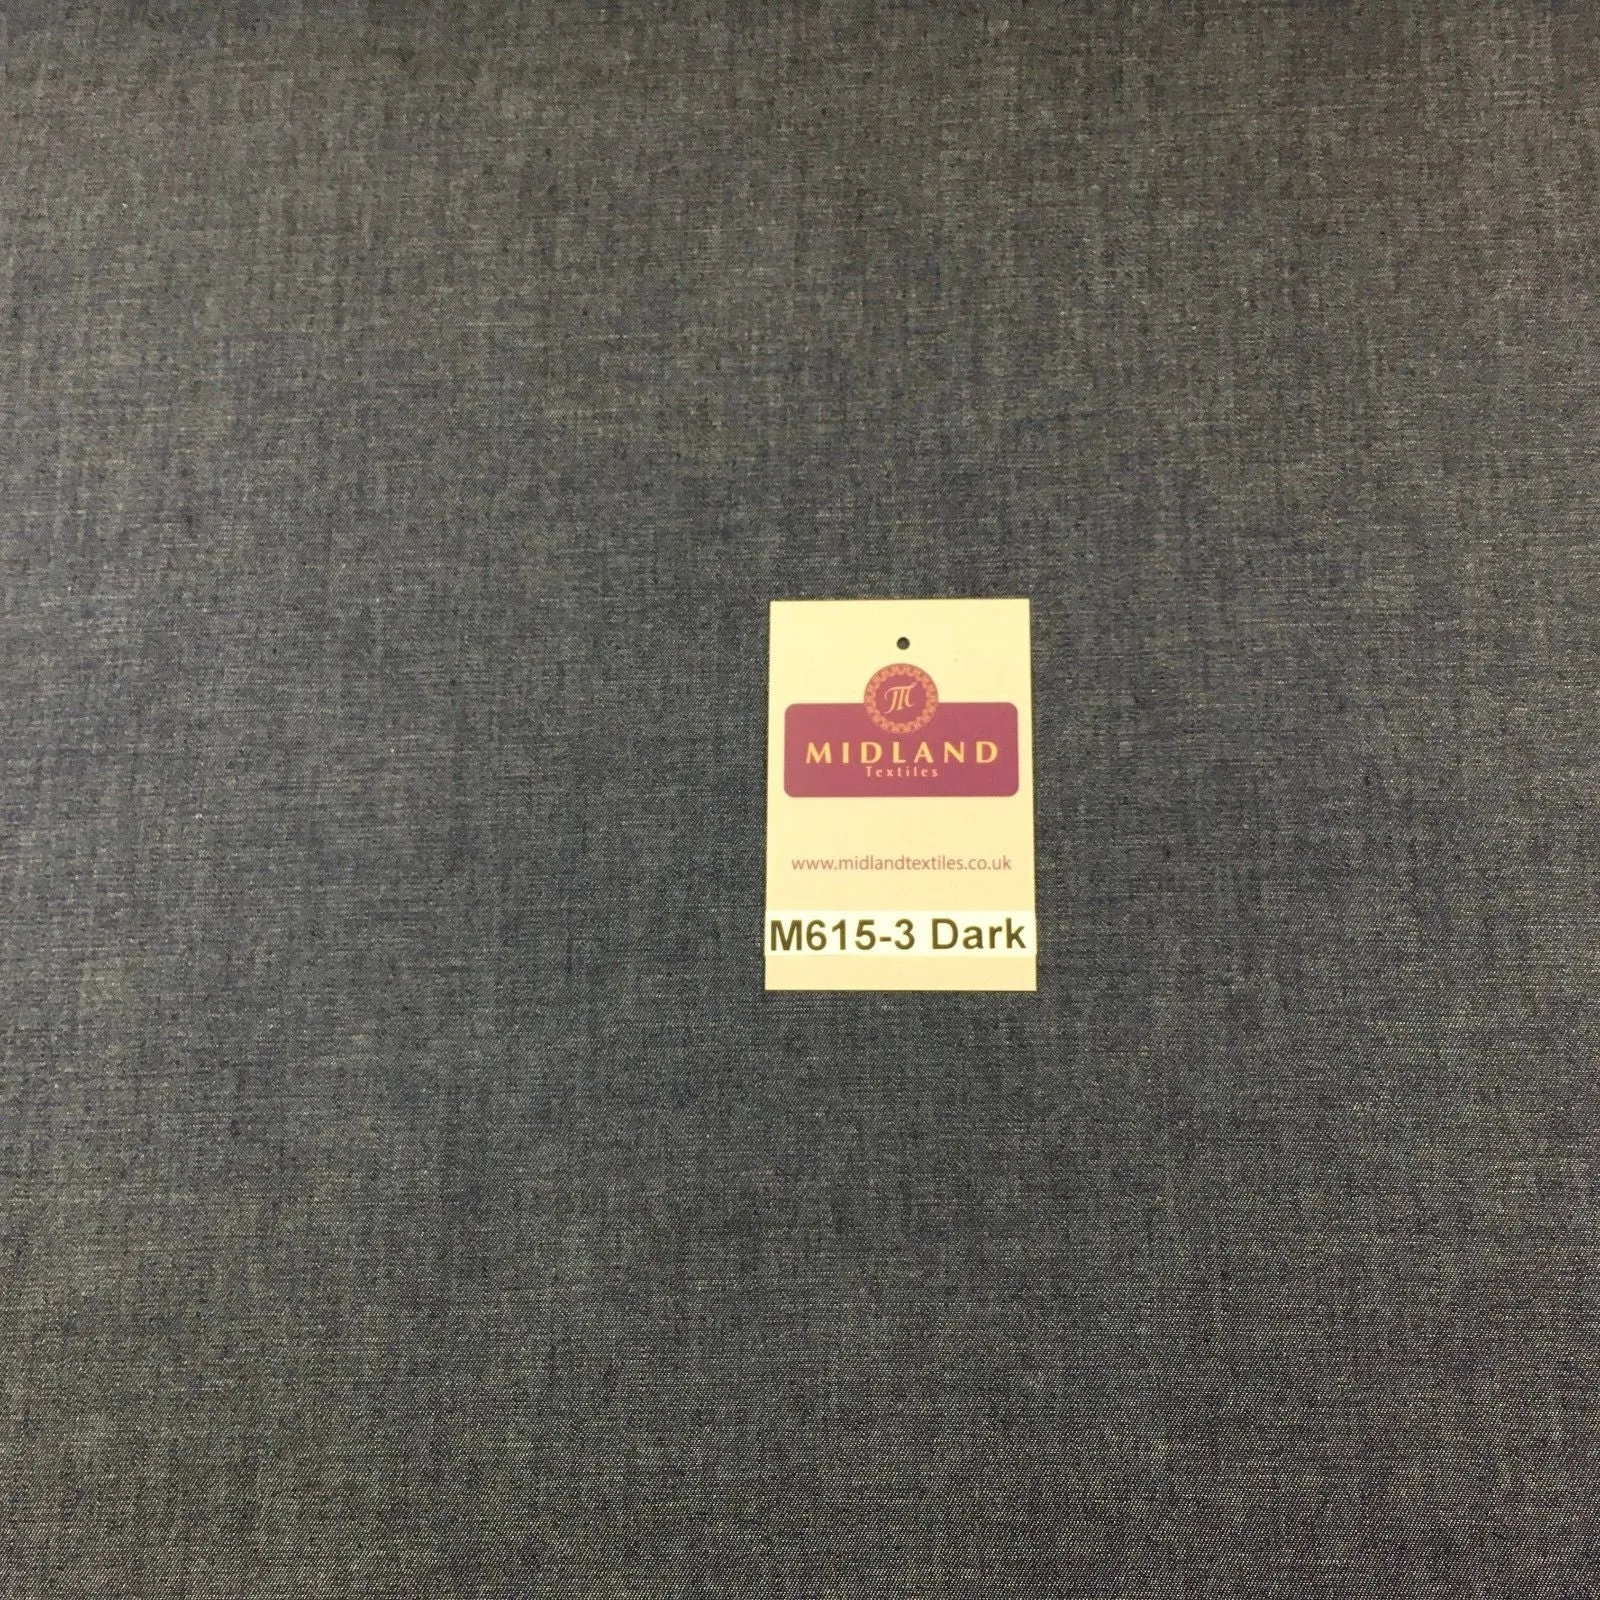 MIDLAND
Textiles
www.midlandtextiles.co.uk
M615-3 Dark